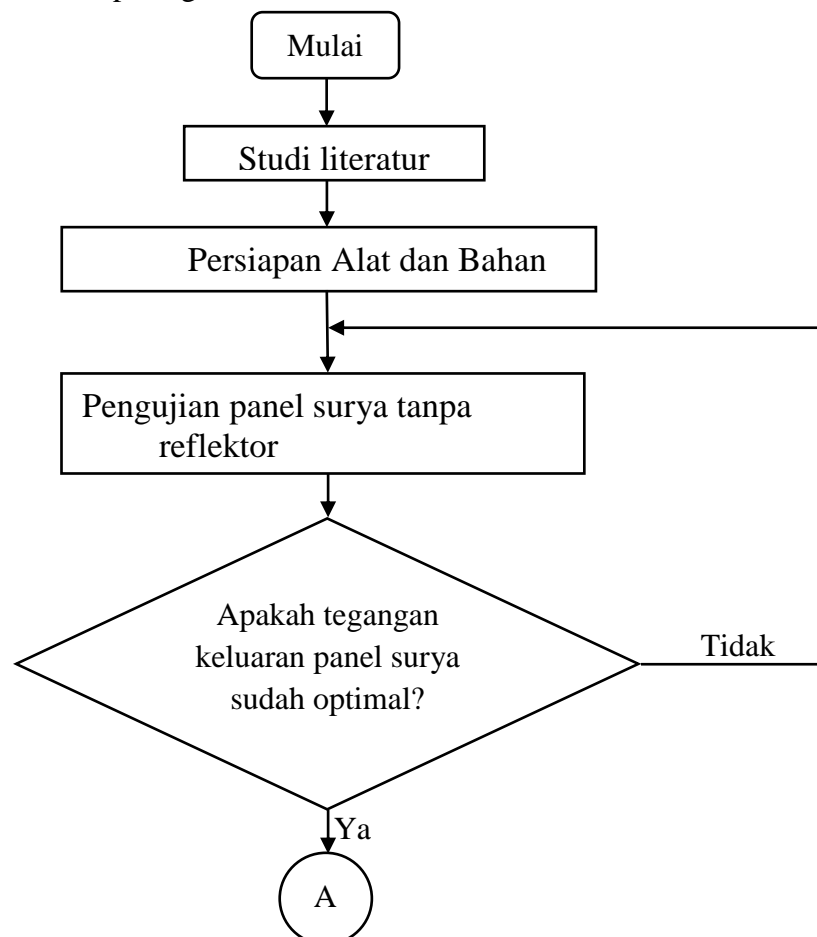 Mulai
Studi literatur
Persiapan Alat dan Bahan
Pengujian panel surya tanpa
reflektor
Apakah tegangan
keluaran panel surya
sudah optimal?
Tidak
Ya
A